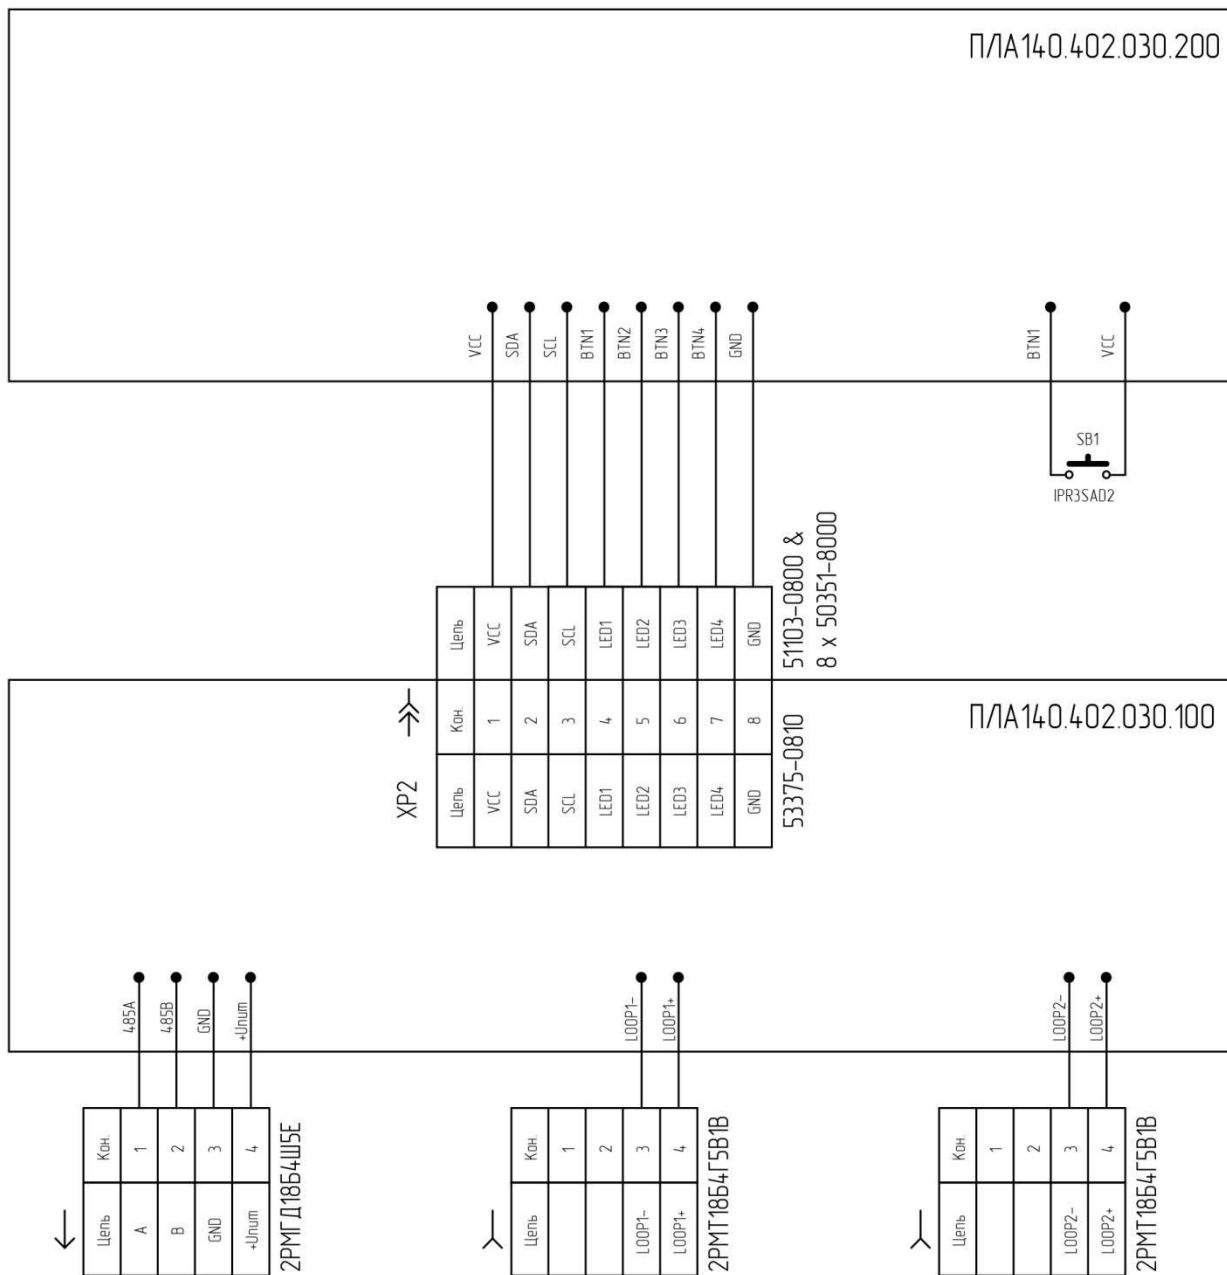 ПЛА140.402.030.200
VCC
SDA
SCL
BTN1
BTN2
BTN3
BTN4
GND
BTN1
VCC
SB1
IPR3SAD2
51103-0800 &
8 x 50351-8000
Цепь
VCC
SDA
SCL
LED1
LED2
LED3
LED4
GND
ПЛА140.402.030.100
XP2
Кон.
1
2
3
4
5
6
7
8
Цепь
VCC
SDA
SCL
LED1
LED2
LED3
LED4
GND
53375-0810
485A
485B
GND
+Uпит
LOOP1-
LOOP1+
LOOP2-
LOOP2+
Кон.
1
2
3
4
Цепь
A
B
GND
+Uпит
2РМГД18Б4Ш5Е
Кон.
1
2
3
4
Цепь
LOOP1-
LOOP1+
2РМТ18Б4Г5В1В
Кон.
1
2
3
4
Цепь
LOOP2-
LOOP2+
2РМТ18Б4Г5В1В